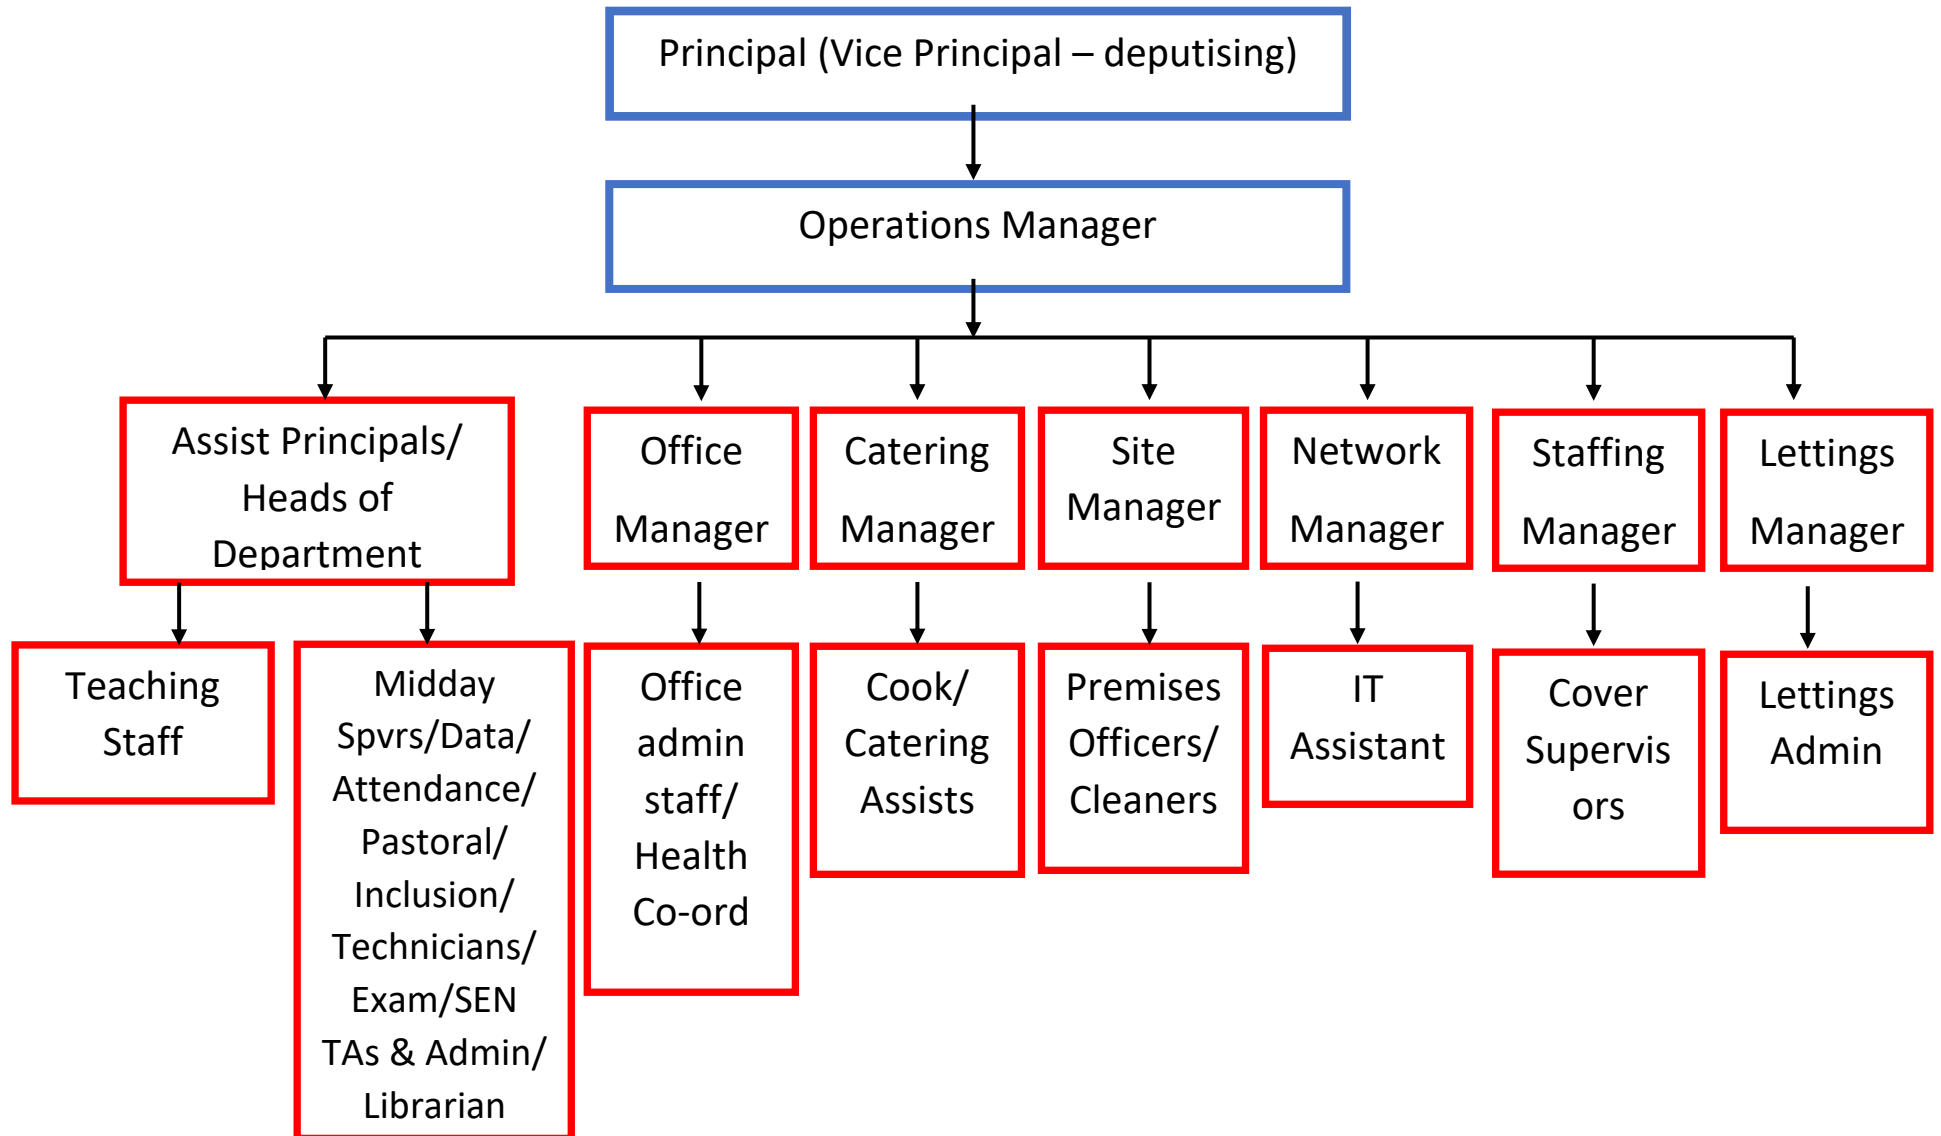 Principal (Vice Principal – deputising)
Operations Manager
Assist Principals/
Heads of
Department
Office
Manager
Catering
Manager
Site
Manager
Network
Manager
Staffing
Manager
Lettings
Manager
Teaching
Staff
Midday
Spvrs/Data/
Attendance/
Pastoral/
Inclusion/
Technicians/
Exam/SEN
TAs & Admin/
Librarian
Office
admin
staff/
Health
Co-ord
Cook/
Catering
Assists
Premises
Officers/
Cleaners
IT
Assistant
Cover
Supervis
ors
Lettings
Admin